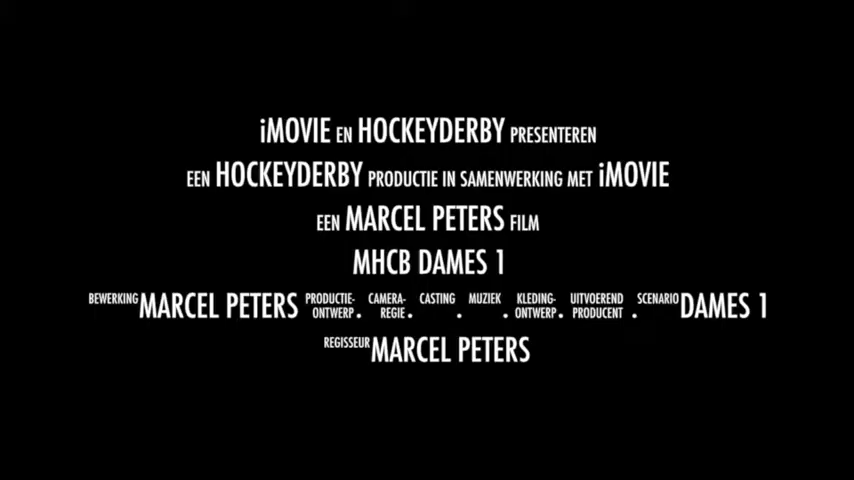 iMOVIE EN HOCKEYDERBY PRESENTEREN
EEN HOCKEYDERBY PRODUCTIE IN SAMENWERKING MET iMOVIE
EEN MARCEL PETERS FILM
MHCB DAMES 1
BEWERKING MARCEL PETERS PRODUCTIE-ONTWERP. CAMERA-REGIE. CASTING. MUZIEK. KLEDING-ONTWERP. UITVOEREND PRODUCENT. SCENARIO DAMES 1
REGISSEUR MARCEL PETERS